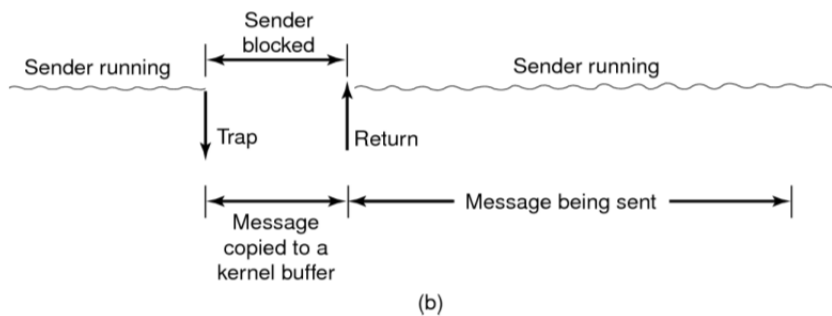 Sender
blocked
Sender running
Sender running
Trap
Return
Message being sent
Message
copied to a
kernel buffer
(b)